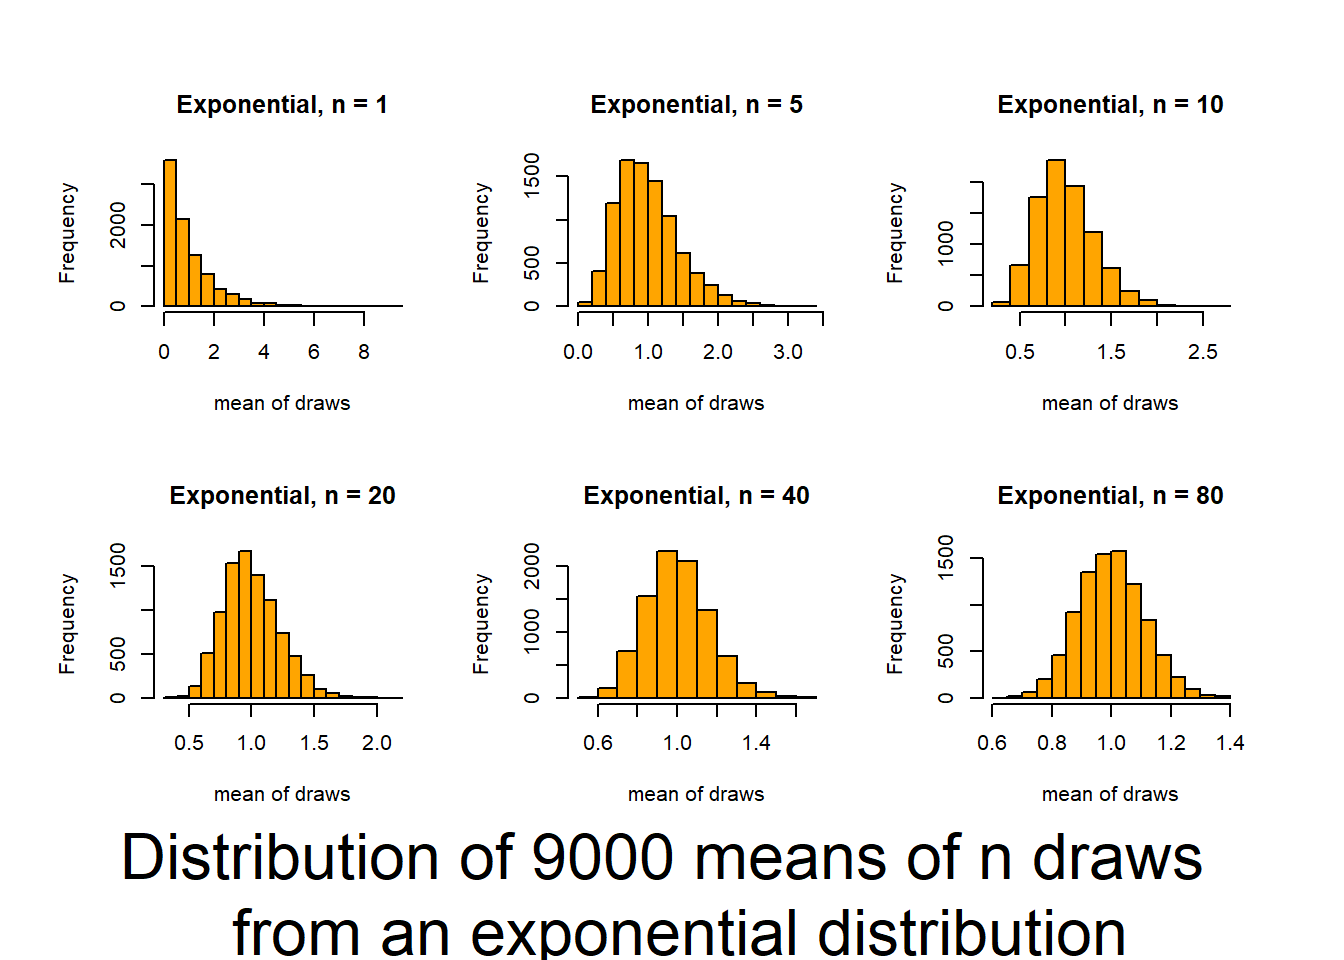 Exponential, n = 1
Frequency
0 2000
0 2 4 6 8
mean of draws
Exponential, n = 5
Frequency
0 500 1500
0.0 1.0 2.0 3.0
mean of draws
Exponential, n = 10
Frequency
0 1000
0.5 1.5 2.5
mean of draws
Exponential, n = 20
Frequency
0 500 1500
0.5 1.0 1.5 2.0
mean of draws
Exponential, n = 40
Frequency
0 1000 2000
0.6 1.0 1.4
mean of draws
Exponential, n = 80
Frequency
0 500 1500
0.6 0.8 1.0 1.2 1.4
mean of draws
Distribution of 9000 means of n draws
from an exponential distribution